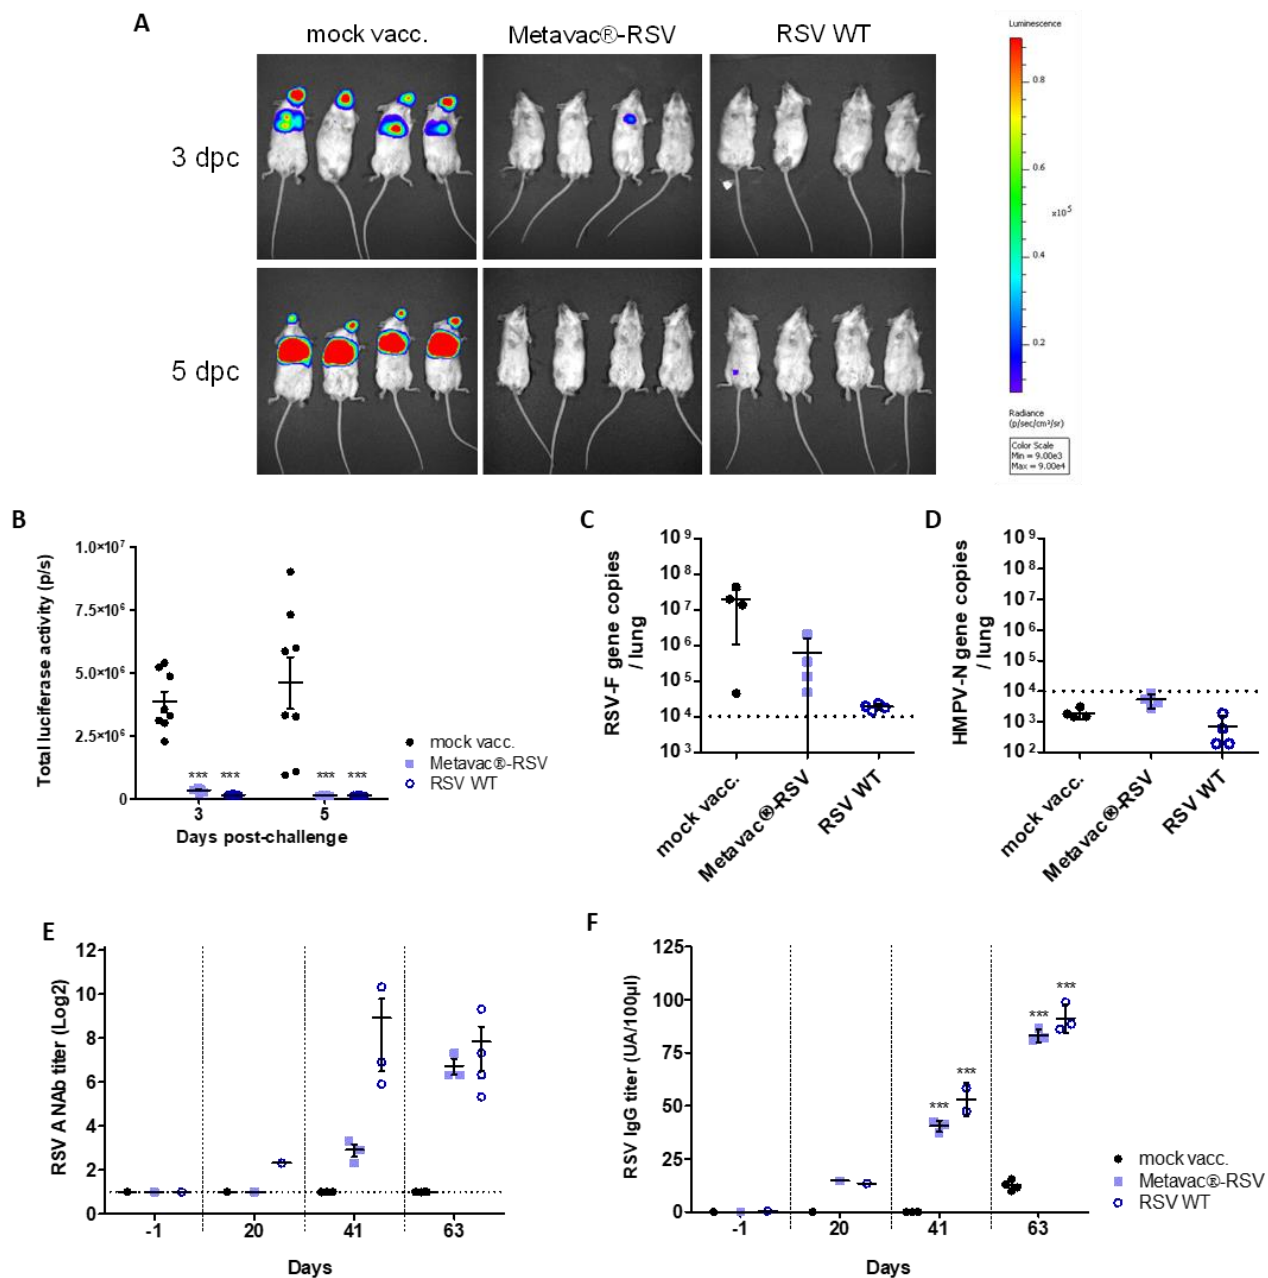 A
mock vacc.
Metavac®-RSV
RSV WT
Luminescence
0.8
0.6
x10⁵
0.4
0.2
3 dpc
5 dpc
Radiance
(p/sec/cm²/sr)
Color Scale
Min = 9.00e3
Max = 9.00e4
B
Total luciferase activity (p/s)
1.0×10⁷
7.5×10⁶
5.0×10⁶
2.5×10⁶
0
*** *** *** ***
3 5
Days post-challenge
mock vacc.
Metavac®-RSV
RSV WT
C
RSV-F gene copies
/ lung
10⁹
10⁸
10⁷
10⁶
10⁵
10⁴
10³
mock vacc.
Metavac®-RSV
RSV WT
D
HMPV-N gene copies
/ lung
10⁹
10⁸
10⁷
10⁶
10⁵
10⁴
10³
10²
mock vacc.
Metavac®-RSV
RSV WT
E
RSV A NAb titer (Log2)
12
10
8
6
4
2
0
-1 20 41 63
Days
F
RSV IgG titer (UA/100µl)
125
100
75
50
25
0
*** *** *** ***
-1 20 41 63
Days
mock vacc.
Metavac®-RSV
RSV WT